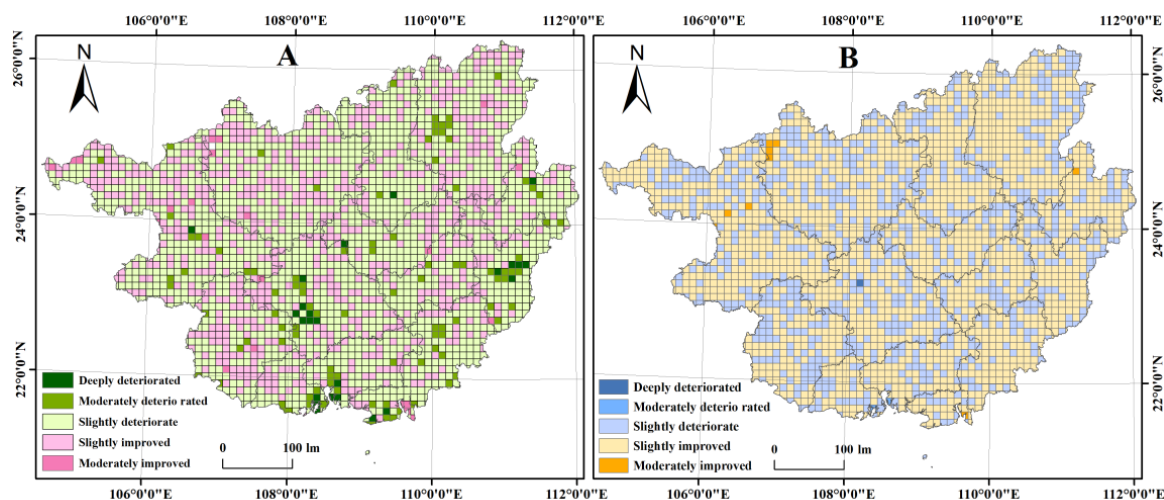 106°0'0"E 108°0'0"E 110°0'0"E 112°0'0"E 106°0'0"E 108°0'0"E 110°0'0"E 112°0'0"E
26°0'0"N
24°0'0"N
22°0'0"N
N
A
Deeply deteriorated
Moderately deterio rated
Slightly deteriorate
Slightly improved
Moderately improved
0 100 lm
N
B
Deeply deteriorated
Moderately deterio rated
Slightly deteriorate
Slightly improved
Moderately improved
0 100 lm
26°0'0"N
24°0'0"N
22°0'0"N
106°0'0"E 108°0'0"E 110°0'0"E 112°0'0"E 106°0'0"E 108°0'0"E 110°0'0"E 112°0'0"E